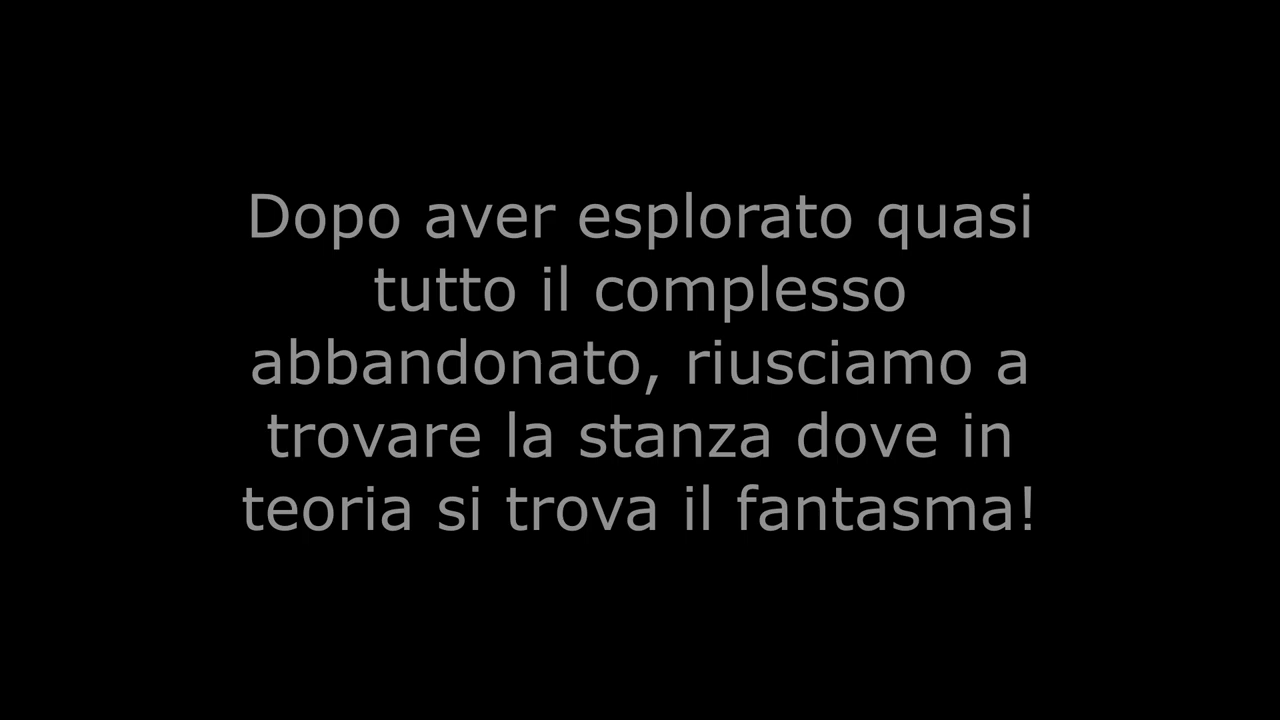 Dopo aver esplorato quasi
tutto il complesso
abbandonato, riusciamo a
trovare la stanza dove in
teoria si trova il fantasma!